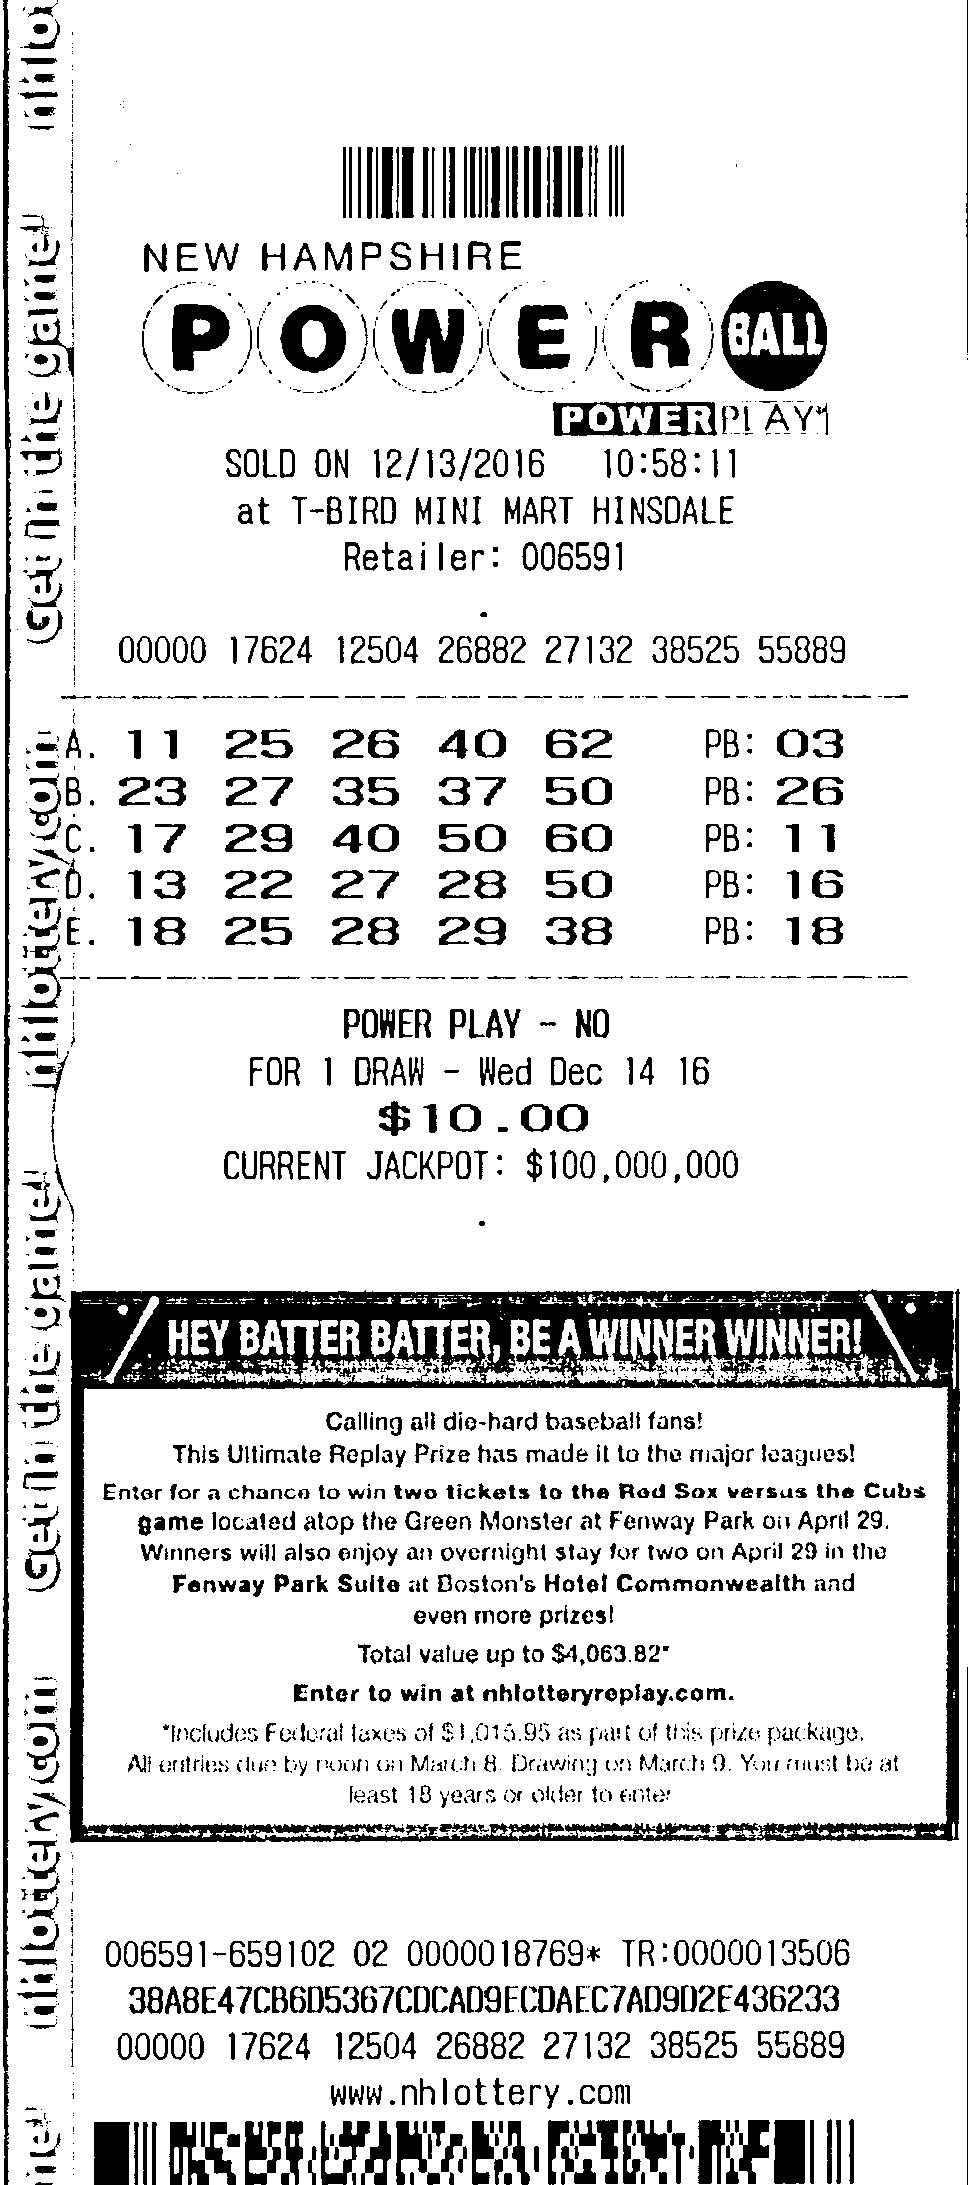 NEW HAMPSHIRE
POWER BALL
POWER PLAY
SOLD ON 12/13/2016 10:58:11
at T-BIRD MINI MART HINSDALE
Retailer: 006591
00000 17624 12504 26882 27132 38525 55889
A. 11 25 26 40 62 PB: 03
B. 23 27 35 37 50 PB: 26
C. 17 29 40 50 60 PB: 11
D. 13 22 27 28 50 PB: 16
E. 18 25 28 29 38 PB: 18
POWER PLAY - NO
FOR 1 DRAW - Wed Dec 14 16
$10.00
CURRENT JACKPOT: $100,000,000
HEY BATTER BATTER, BE A WINNER WINNER!
Calling all die-hard baseball fans!
This Ultimate Replay Prize has made it to the major leagues!
Enter for a chance to win two tickets to the Red Sox versus the Cubs
game located atop the Green Monster at Fenway Park on April 29.
Winners will also enjoy an overnight stay for two on April 29 in the
Fenway Park Suite at Boston's Hotel Commonwealth and
even more prizes!
Total value up to $4,063.82*
Enter to win at nhlotteryreplay.com.
*Includes Federal taxes of $1,015.95 as part of this prize package.
All entries due by noon on March 8. Drawing on March 9. You must be at
least 18 years or older to enter
006591-659102 02 0000018769* TR:0000013506
38A8E47CB6D5367CDCAD9ECDAEC7AD9D2E436233
00000 17624 12504 26882 27132 38525 55889
www.nhlottery.com
Get in the game!
nhlottery.com
Get in the game!
nhlottery.com